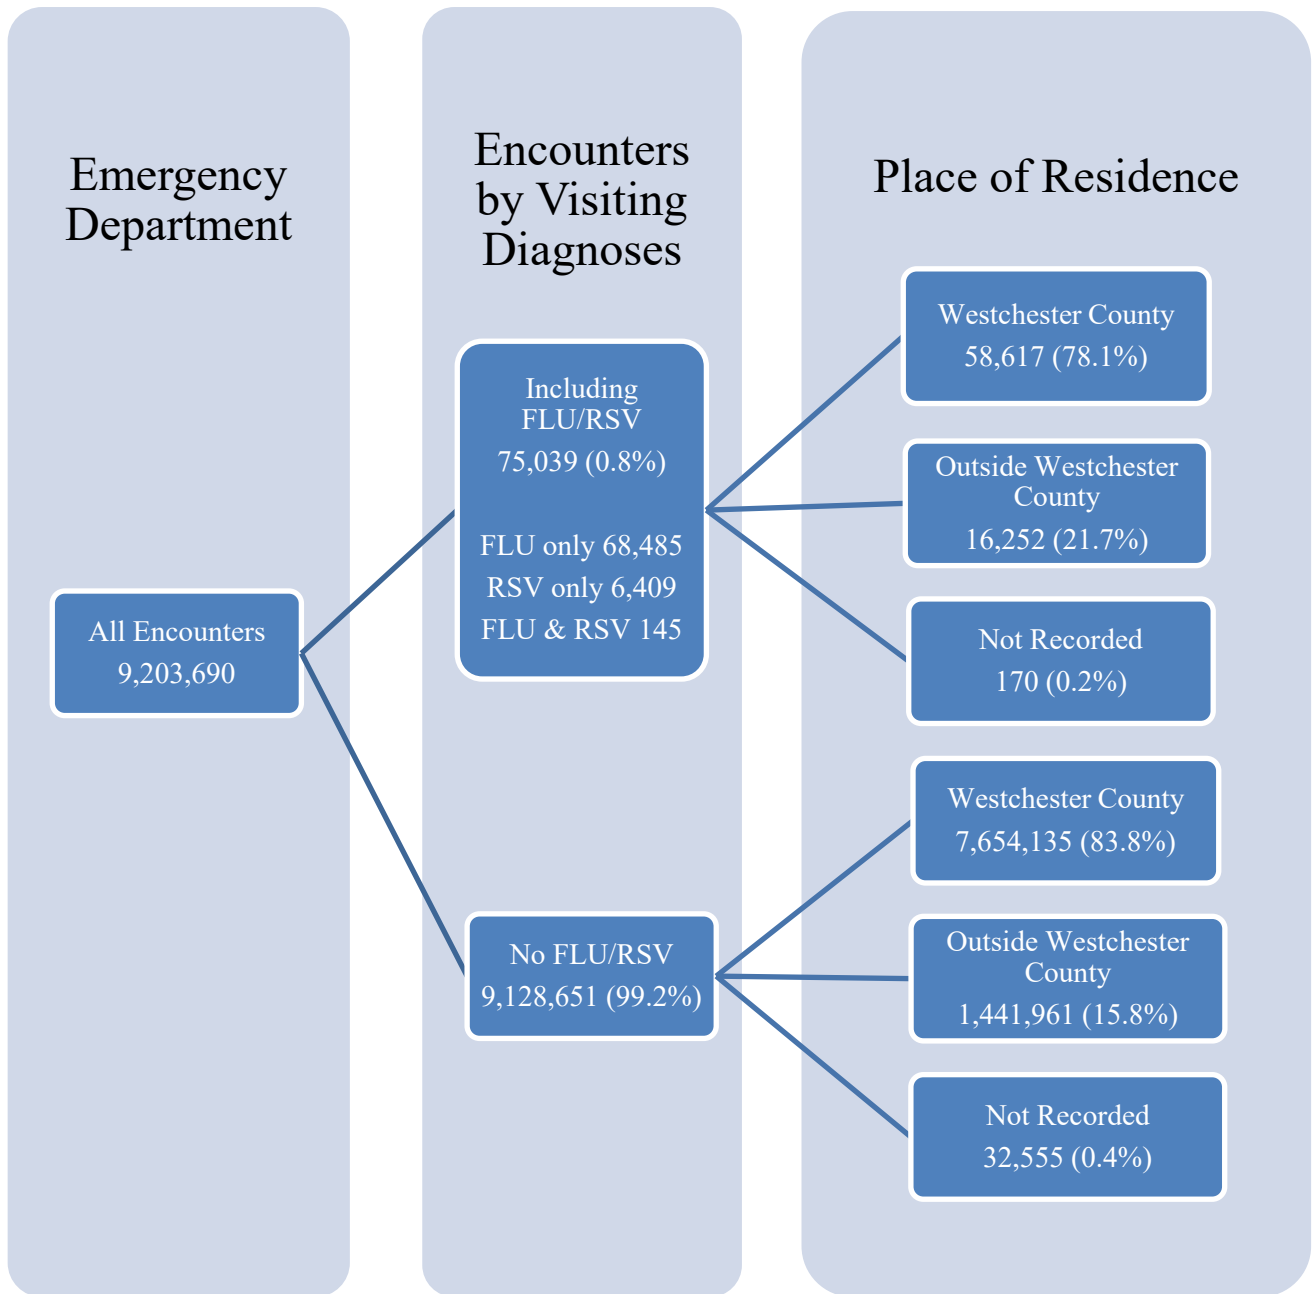 Emergency
Department
Encounters
by Visiting
Diagnoses
Place of Residence
All Encounters
9,203,690
Including
FLU/RSV
75,039 (0.8%)
FLU only 68,485
RSV only 6,409
FLU & RSV 145
No FLU/RSV
9,128,651 (99.2%)
Westchester County
58,617 (78.1%)
Outside Westchester
County
16,252 (21.7%)
Not Recorded
170 (0.2%)
Westchester County
7,654,135 (83.8%)
Outside Westchester
County
1,441,961 (15.8%)
Not Recorded
32,555 (0.4%)